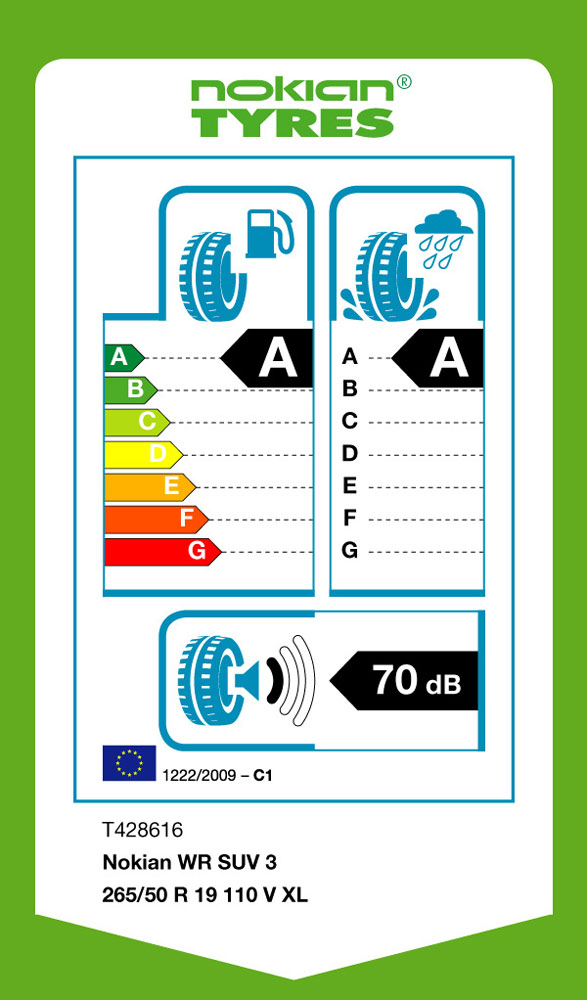 nokian®
TYRES
A
B
C
D
E
F
G
A
A
B
C
D
E
F
G
A
70 dB
1222/2009 – C1
T428616
Nokian WR SUV 3
265/50 R 19 110 V XL